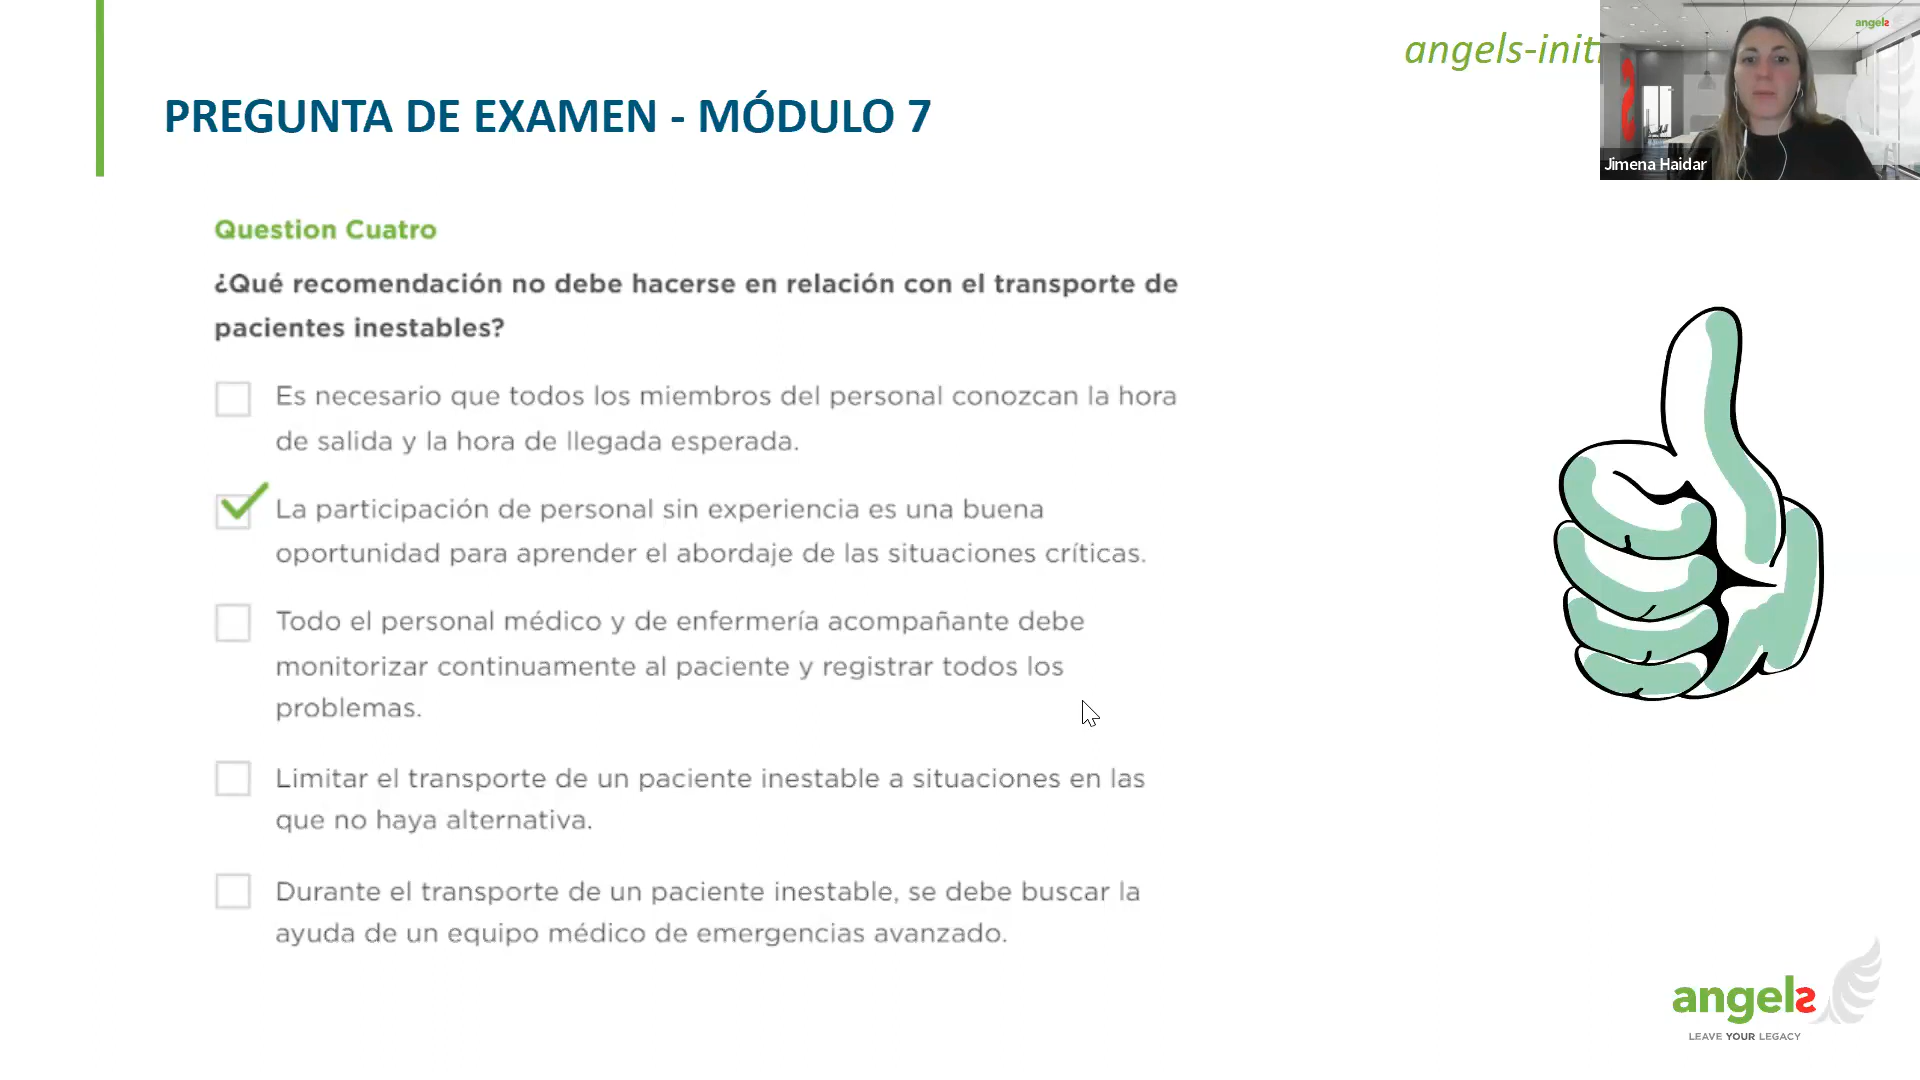 angels-init
angels
PREGUNTA DE EXAMEN - MÓDULO 7
Jimena Haidar
Question Cuatro
¿Qué recomendación no debe hacerse en relación con el transporte de
pacientes inestables?
Es necesario que todos los miembros del personal conozcan la hora
de salida y la hora de llegada esperada.
La participación de personal sin experiencia es una buena
oportunidad para aprender el abordaje de las situaciones críticas.
Todo el personal médico y de enfermería acompañante debe
monitorizar continuamente al paciente y registrar todos los
problemas.
Limitar el transporte de un paciente inestable a situaciones en las
que no haya alternativa.
Durante el transporte de un paciente inestable, se debe buscar la
ayuda de un equipo médico de emergencias avanzado.
angels
LEAVE YOUR LEGACY